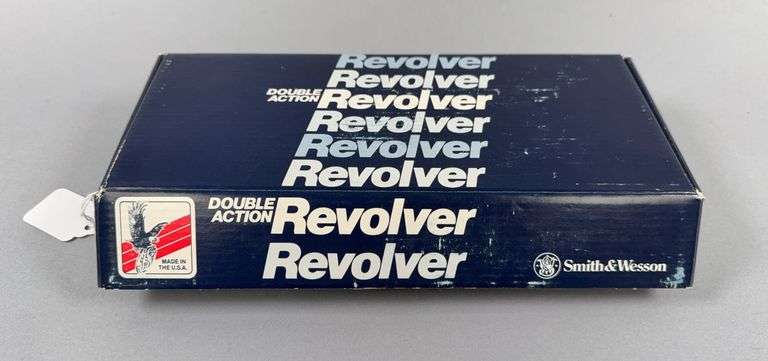 Revolver
Revolver
DOUBLE
ACTION Revolver
Revolver
Revolver
Revolver
DOUBLE
ACTION Revolver
Revolver
MADE IN
THE U.S.A.
Smith & Wesson